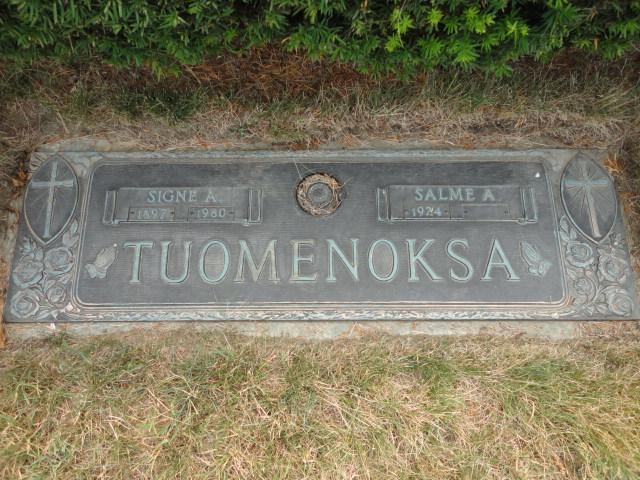 SIGNE A.
1897 - 1980
SALME A
1924 -
TUOMENOKSA